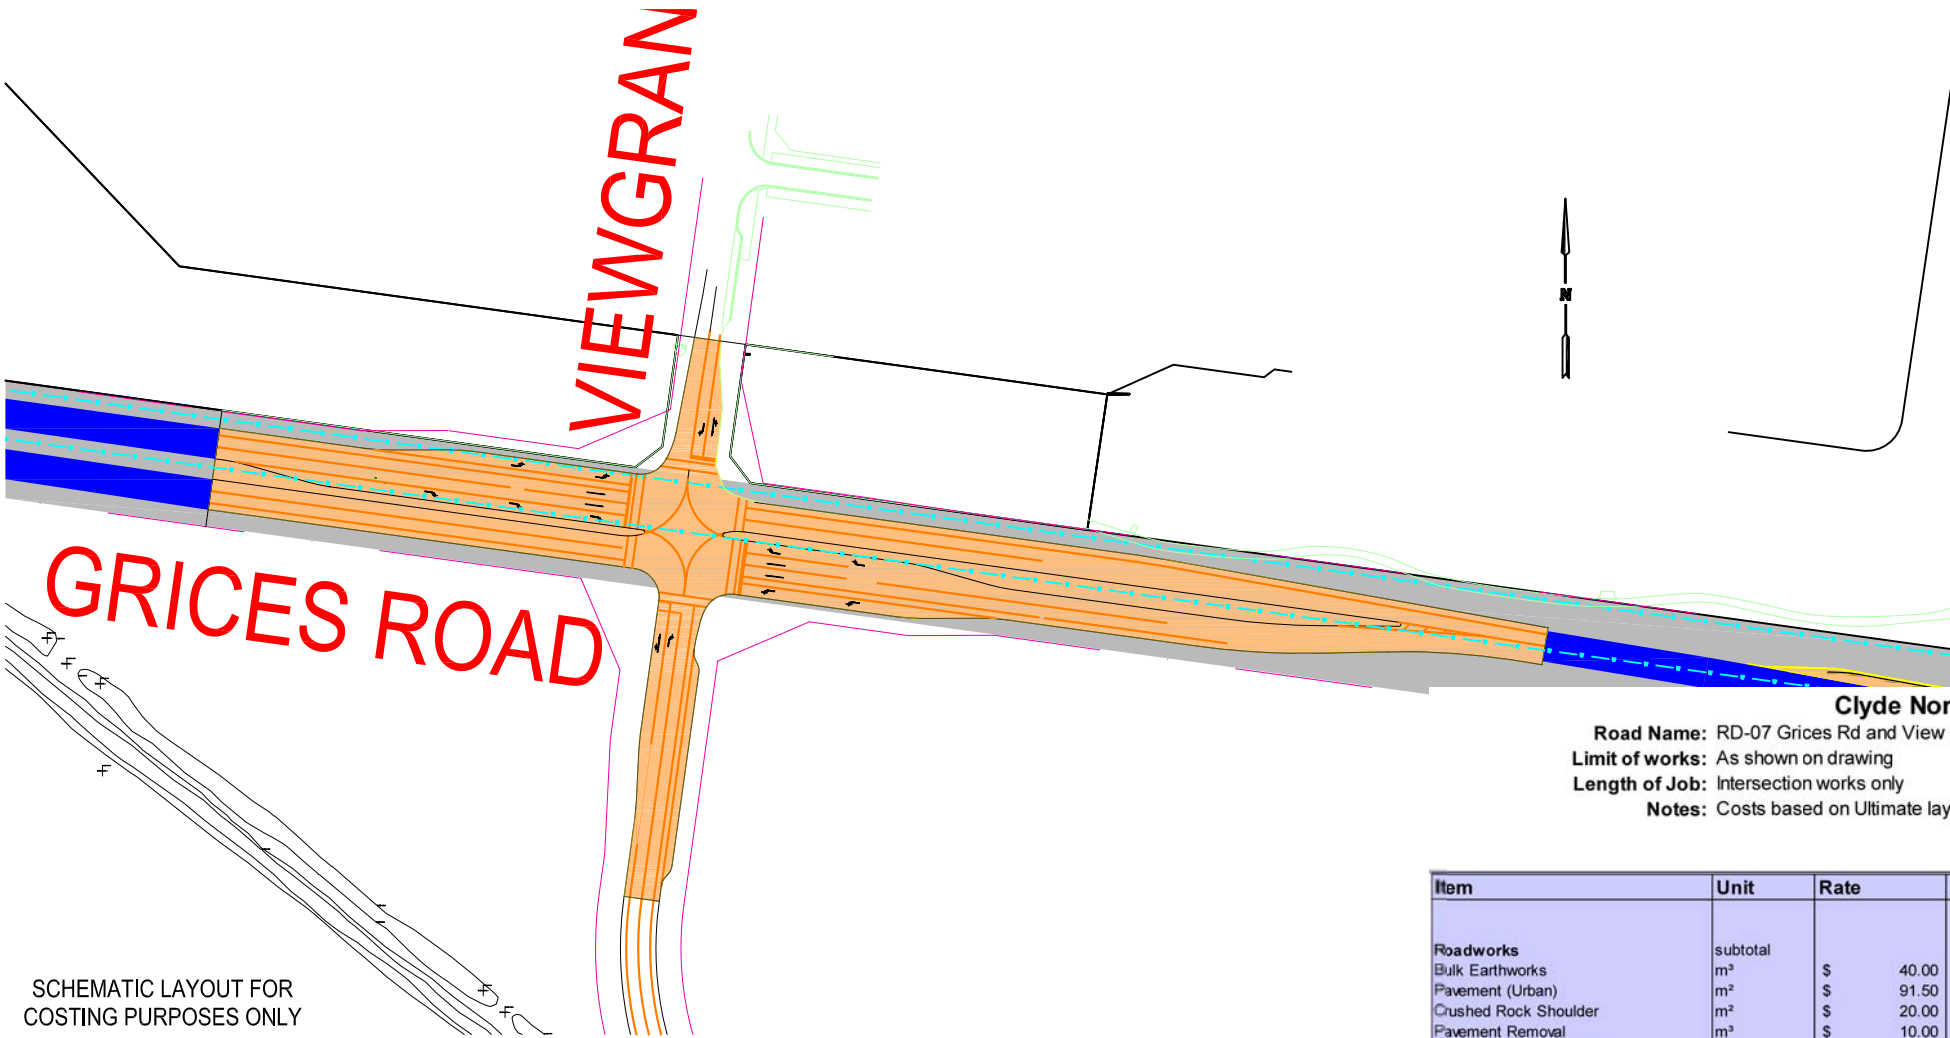 VIEWGRAN
N
GRICES ROAD
Clyde Nor
Road Name: RD-07 Grices Rd and View
Limit of works: As shown on drawing
Length of Job: Intersection works only
Notes: Costs based on Ultimate lay
Item Unit Rate
Roadworks subtotal
Bulk Earthworks m³ $ 40.00
Pavement (Urban) m² $ 91.50
Crushed Rock Shoulder m² $ 20.00
Pavement Removal m³ $ 10.00
SCHEMATIC LAYOUT FOR
COSTING PURPOSES ONLY